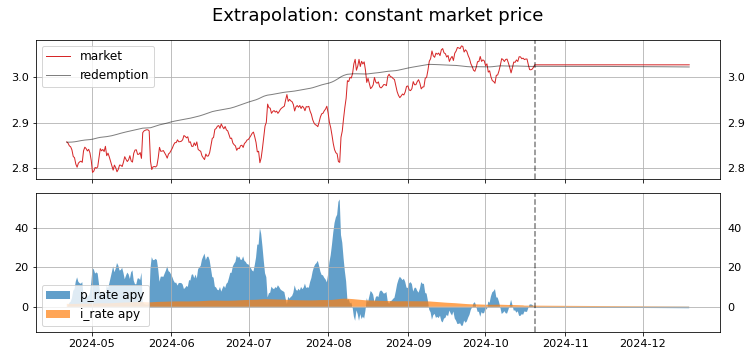 Extrapolation: constant market price
market
redemption
3.0
2.9
2.8
3.0
2.9
2.8
40
20
0
40
20
0
p_rate apy
i_rate apy
2024-05 2024-06 2024-07 2024-08 2024-09 2024-10 2024-11 2024-12